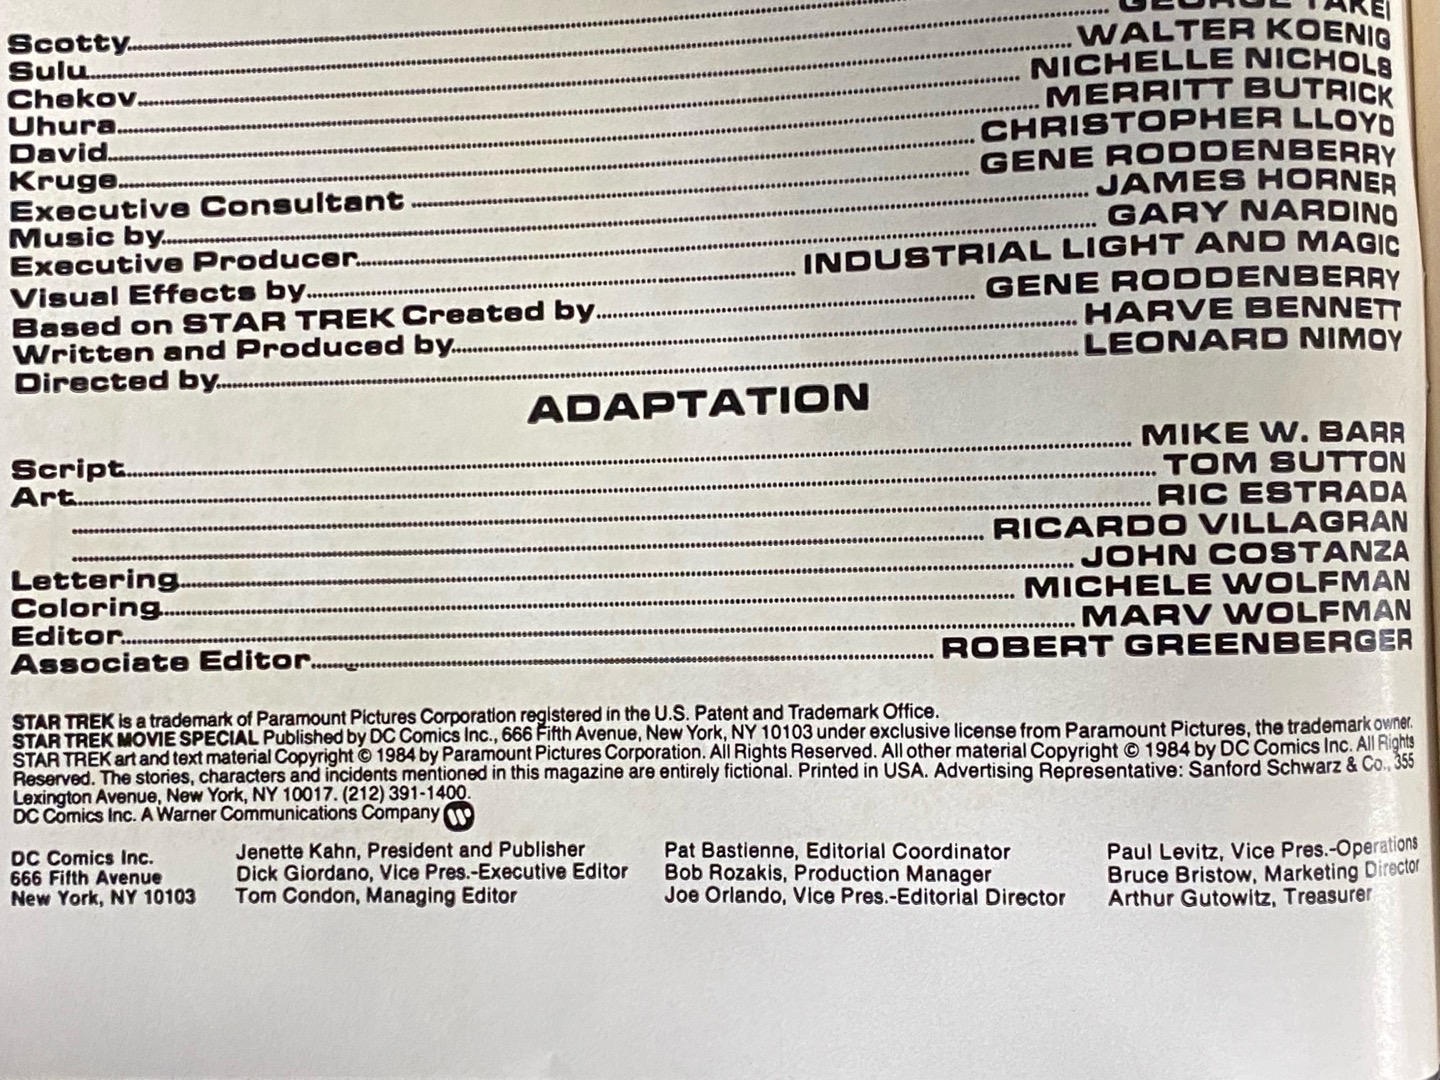 Scotty
Sulu GEORGE TAKEI
Chekov WALTER KOENIG
Uhura NICHELLE NICHOLS
David MERRITT BUTRICK
Kruge CHRISTOPHER LLOYD
Executive Consultant GENE RODDENBERRY
Music by JAMES HORNER
Executive Producer GARY NARDINO
Visual Effects by INDUSTRIAL LIGHT AND MAGIC
Based on STAR TREK Created by GENE RODDENBERRY
Written and Produced by HARVE BENNETT
Directed by LEONARD NIMOY
ADAPTATION
Script MIKE W. BARR
Art TOM SUTTON
RIC ESTRADA
RICARDO VILLAGRAN
Lettering JOHN COSTANZA
Coloring MICHELE WOLFMAN
Editor MARV WOLFMAN
Associate Editor ROBERT GREENBERGER
STAR TREK is a trademark of Paramount Pictures Corporation registered in the U.S. Patent and Trademark Office.
STAR TREK MOVIE SPECIAL Published by DC Comics Inc., 666 Fifth Avenue, New York, NY 10103 under exclusive license from Paramount Pictures, the trademark owner.
STAR TREK art and text material Copyright © 1984 by Paramount Pictures Corporation. All Rights Reserved. All other material Copyright © 1984 by DC Comics Inc. All Rights
Reserved. The stories, characters and incidents mentioned in this magazine are entirely fictional. Printed in USA. Advertising Representative: Sanford Schwarz & Co., 355
Lexington Avenue, New York, NY 10017. (212) 391-1400.
DC Comics Inc. A Warner Communications Company
DC Comics Inc.
666 Fifth Avenue
New York, NY 10103
Jenette Kahn, President and Publisher
Dick Giordano, Vice Pres.-Executive Editor
Tom Condon, Managing Editor
Pat Bastienne, Editorial Coordinator
Bob Rozakis, Production Manager
Joe Orlando, Vice Pres.-Editorial Director
Paul Levitz, Vice Pres.-Operations
Bruce Bristow, Marketing Director
Arthur Gutowitz, Treasurer